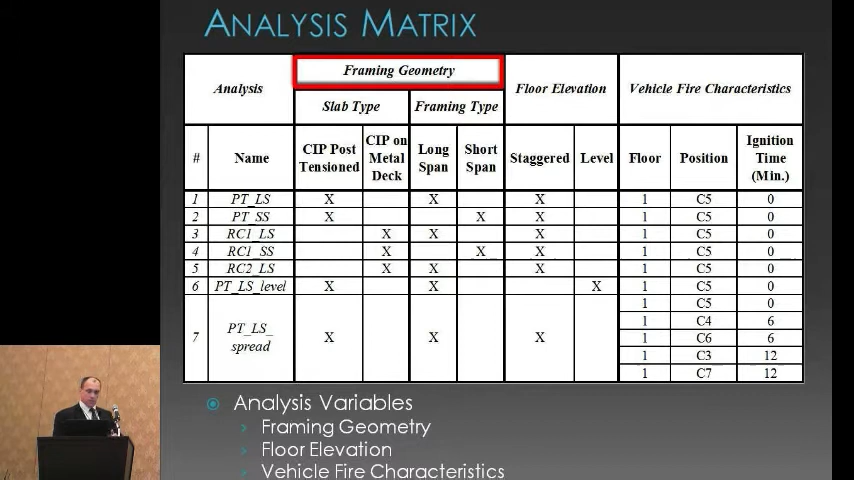 ANALYSIS MATRIX
Analysis Framing Geometry Floor Elevation Vehicle Fire Characteristics
Slab Type Framing Type
# Name CIP Post Tensioned CIP on Metal Deck Long Span Short Span Staggered Level Floor Position Ignition Time (Min.)
1 PT_LS X X X 1 C5 0
2 PT_SS X X X 1 C5 0
3 RC1_LS X X X 1 C5 0
4 RC1_SS X X X 1 C5 0
5 RC2_LS X X X 1 C5 0
6 PT_LS_level X X X 1 C5 0
7 PT_LS_spread X X X 1 C5 0
1 C4 6
1 C6 6
1 C3 12
1 C7 12
Analysis Variables
Framing Geometry
Floor Elevation
Vehicle Fire Characteristics